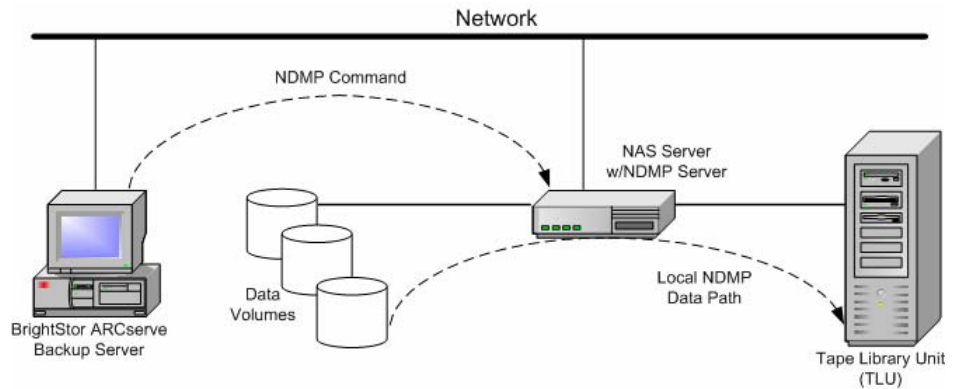 Network
NDMP Command
NAS Server
w/NDMP Server
Data
Volumes
Local NDMP
Data Path
BrightStor ARCserve
Backup Server
Tape Library Unit
(TLU)